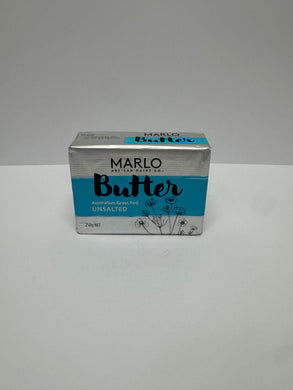 MARLO
Butter
MARLO
ARTISAN DAIRY CO.
Butter
Australian Grass Fed
UNSALTED
250g NET